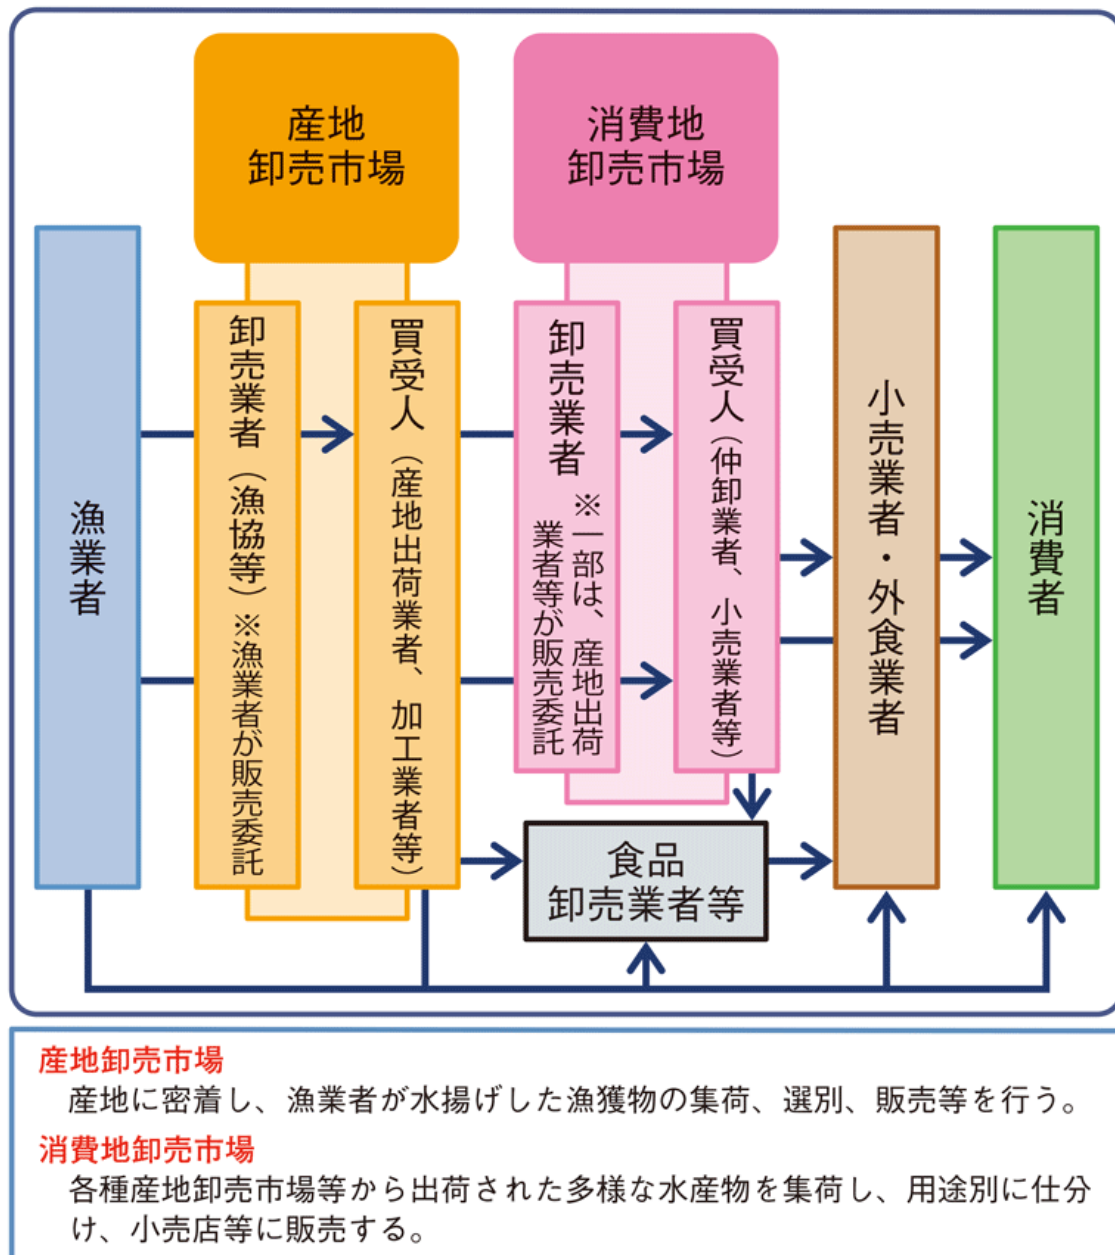 産地
卸売市場
消費地
卸売市場
漁業者
卸売業者（漁協等）※漁業者が販売委託
買受人（産地出荷業者、加工業者等）
卸売業者
※一部は、産地出荷
業者等が販売委託
買受人（仲卸業者、小売業者等）
食品
卸売業者等
小売業者・外食業者
消費者
産地卸売市場
産地に密着し、漁業者が水揚げした漁獲物の集荷、選別、販売等を行う。
消費地卸売市場
各種産地卸売市場等から出荷された多様な水産物を集荷し、用途別に仕分
け、小売店等に販売する。